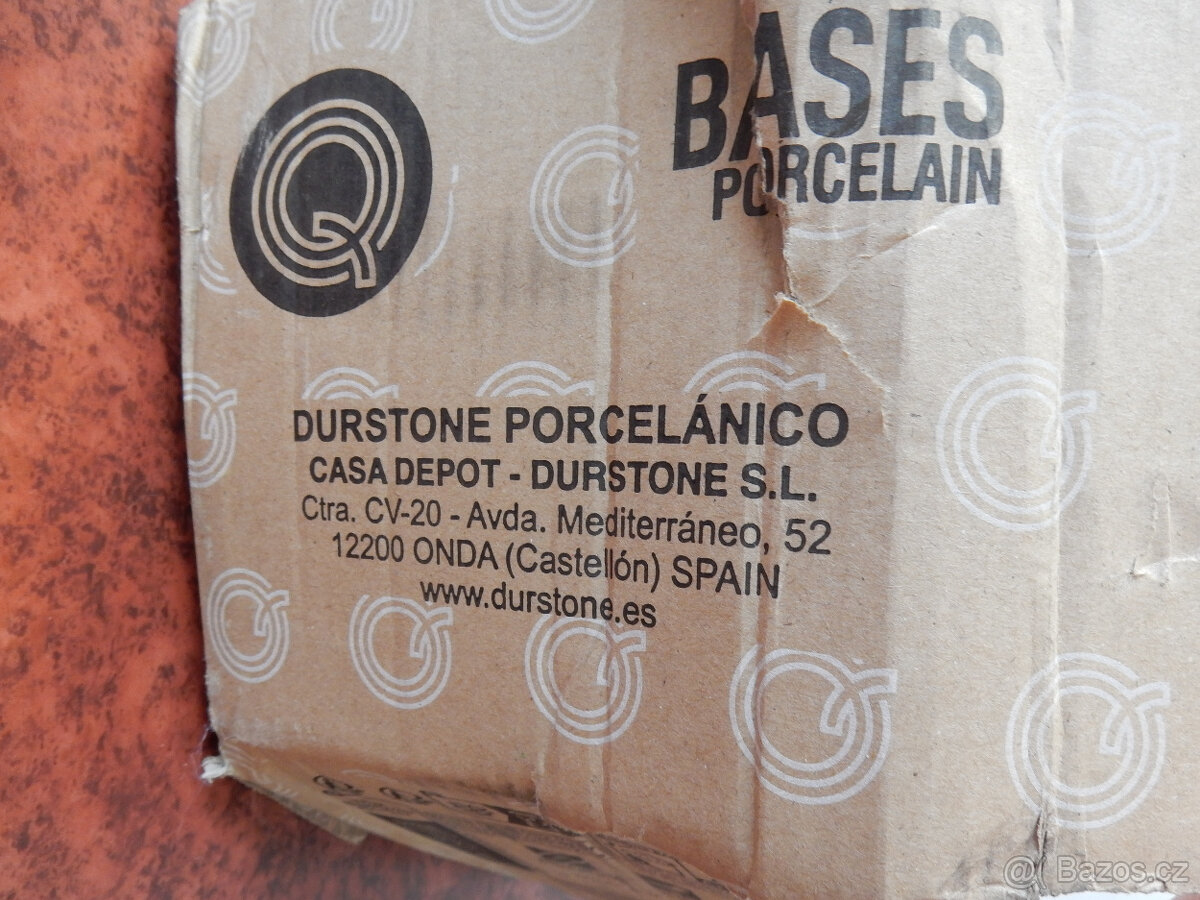 BASES
PORCELAIN
DURSTONE PORCELÁNICO
CASA DEPOT - DURSTONE S.L.
Ctra. CV-20 - Avda. Mediterráneo, 52
12200 ONDA (Castellón) SPAIN
www.durstone.es
@ Bazos.cz